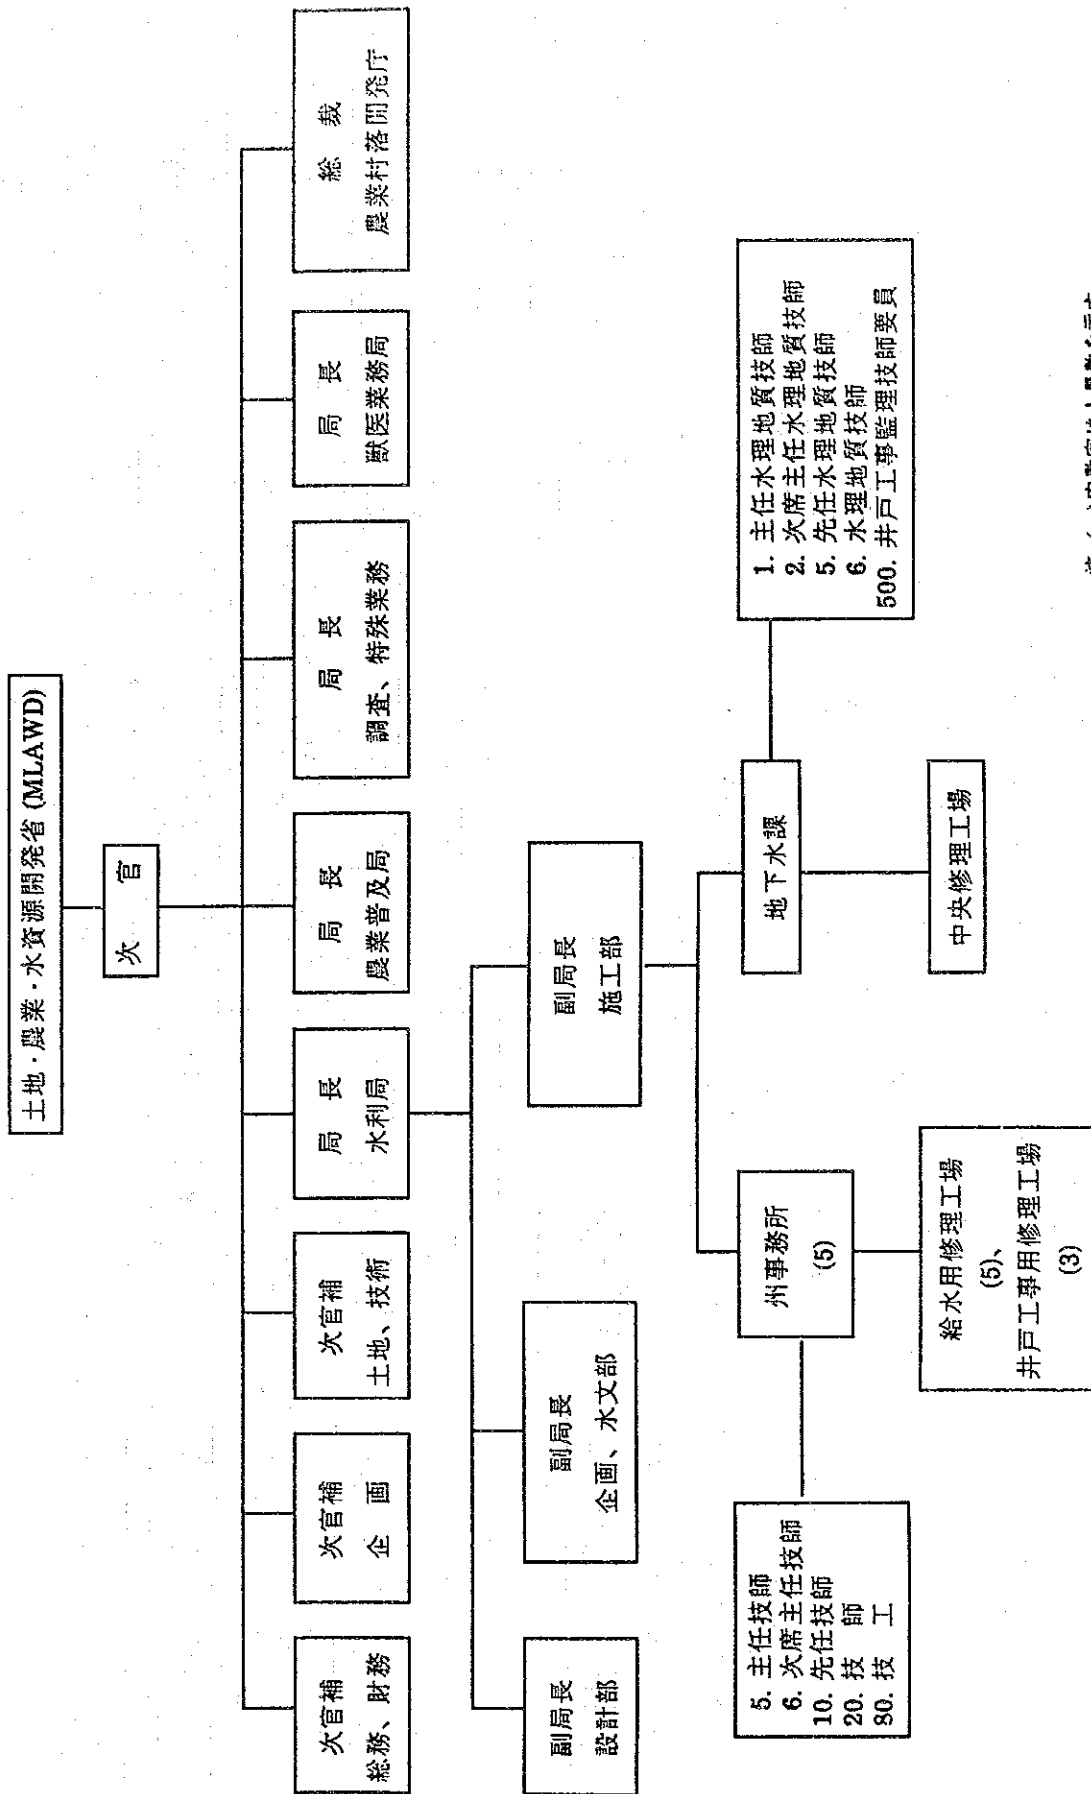 土地・農業・水資源開発省 (MLAWD)
次 官
次官補
総務、財務
次官補
企 画
次官補
土地、技術
局 長
水利局
局 長
農業普及局
局 長
調査、特殊業務
局 長
獣医業務局
総 裁
農業村落開発庁
副局長
設計部
副局長
企画、水文部
副局長
施工部
5. 主任技師
6. 次席主任技師
10. 先任技師
20. 技 師
80. 技 工
州事務所
(5)
地下水課
1. 主任水理地質技師
2. 次席主任水理地質技師
5. 先任水理地質技師
6. 水理地質技師
500. 井戸工事監理技師要員
給水用修理工場
(5)、
井戸工事用修理工場
(3)
中央修理工場